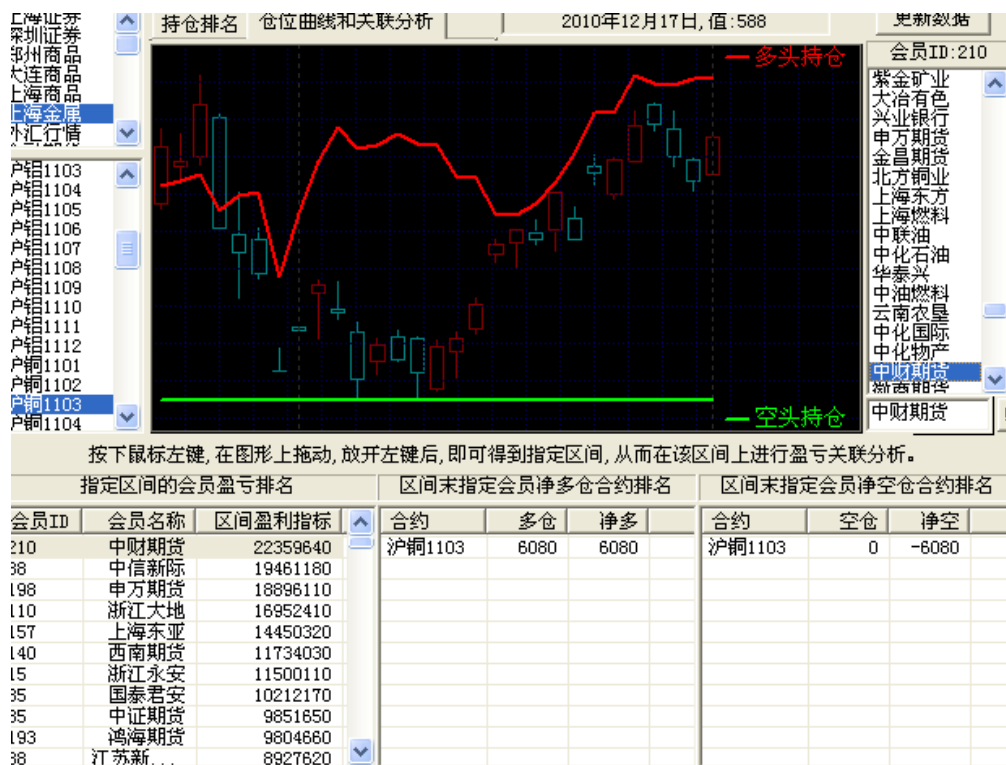 上海证券
深圳证券
郑州商品
大连商品
上海商品
上海金属
外汇行情
沪铝1103
沪铝1104
沪铝1105
沪铝1106
沪铝1107
沪铝1108
沪铝1109
沪铝1110
沪铝1111
沪铝1112
沪铜1101
沪铜1102
沪铜1103
沪铜1104
持仓排名 仓位曲线和关联分析 2010年12月17日,值:588 更新数据
多头持仓
空头持仓
会员ID:210
紫金矿业
大冶有色
兴业银行
申万期货
金昌期货
北方铜业
上海东方
上海燃料
中联油
中化石油
华泰兴
中油燃料
云南农垦
中化国际
中化物产
中财期货
徽商期货
中财期货
按下鼠标左键,在图形上拖动,放开左键后,即可得到指定区间,从而在该区间上进行盈亏关联分析。
指定区间的会员盈亏排名
会员ID 会员名称 区间盈利指标
210 中财期货 22359640
88 中信新际 19461180
198 申万期货 18896110
110 浙江大地 16952410
157 上海东亚 14450320
140 西南期货 11734030
15 浙江永安 11500110
35 国泰君安 10212170
85 中证期货 9851650
193 鸿海期货 9804660
38 江苏新... 8927620
区间末指定会员净多仓合约排名
合约 多仓 净多
沪铜1103 6080 6080
区间末指定会员净空仓合约排名
合约 空仓 净空
沪铜1103 0 -6080